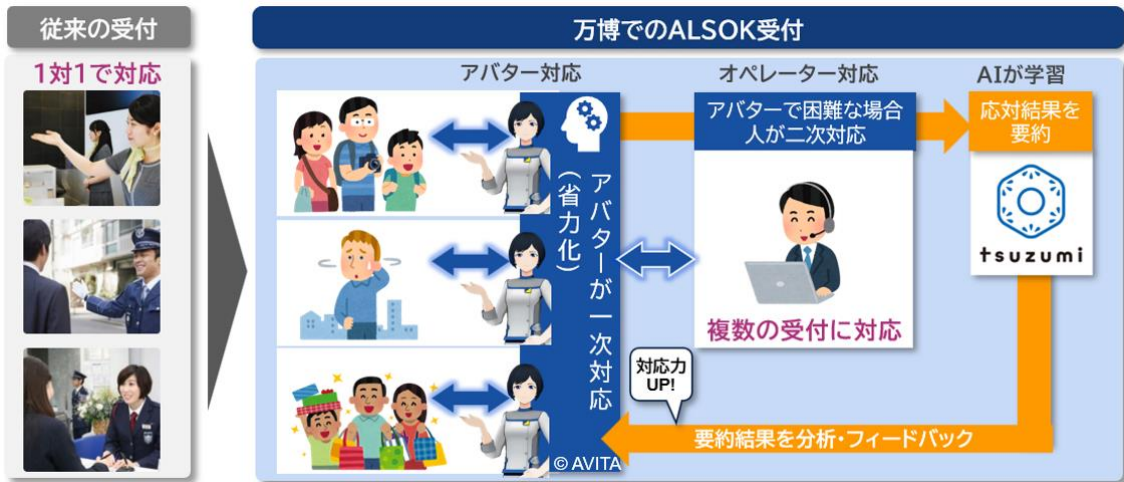 従来の受付
1対1で対応
万博でのALSOK受付
アバター対応
アバターが一次対応
(省力化)
© AVITA
オペレーター対応
アバターで困難な場合
人が二次対応
複数の受付に対応
AIが学習
応対結果を
要約
tsuzumi
対応力
UP!
要約結果を分析・フィードバック